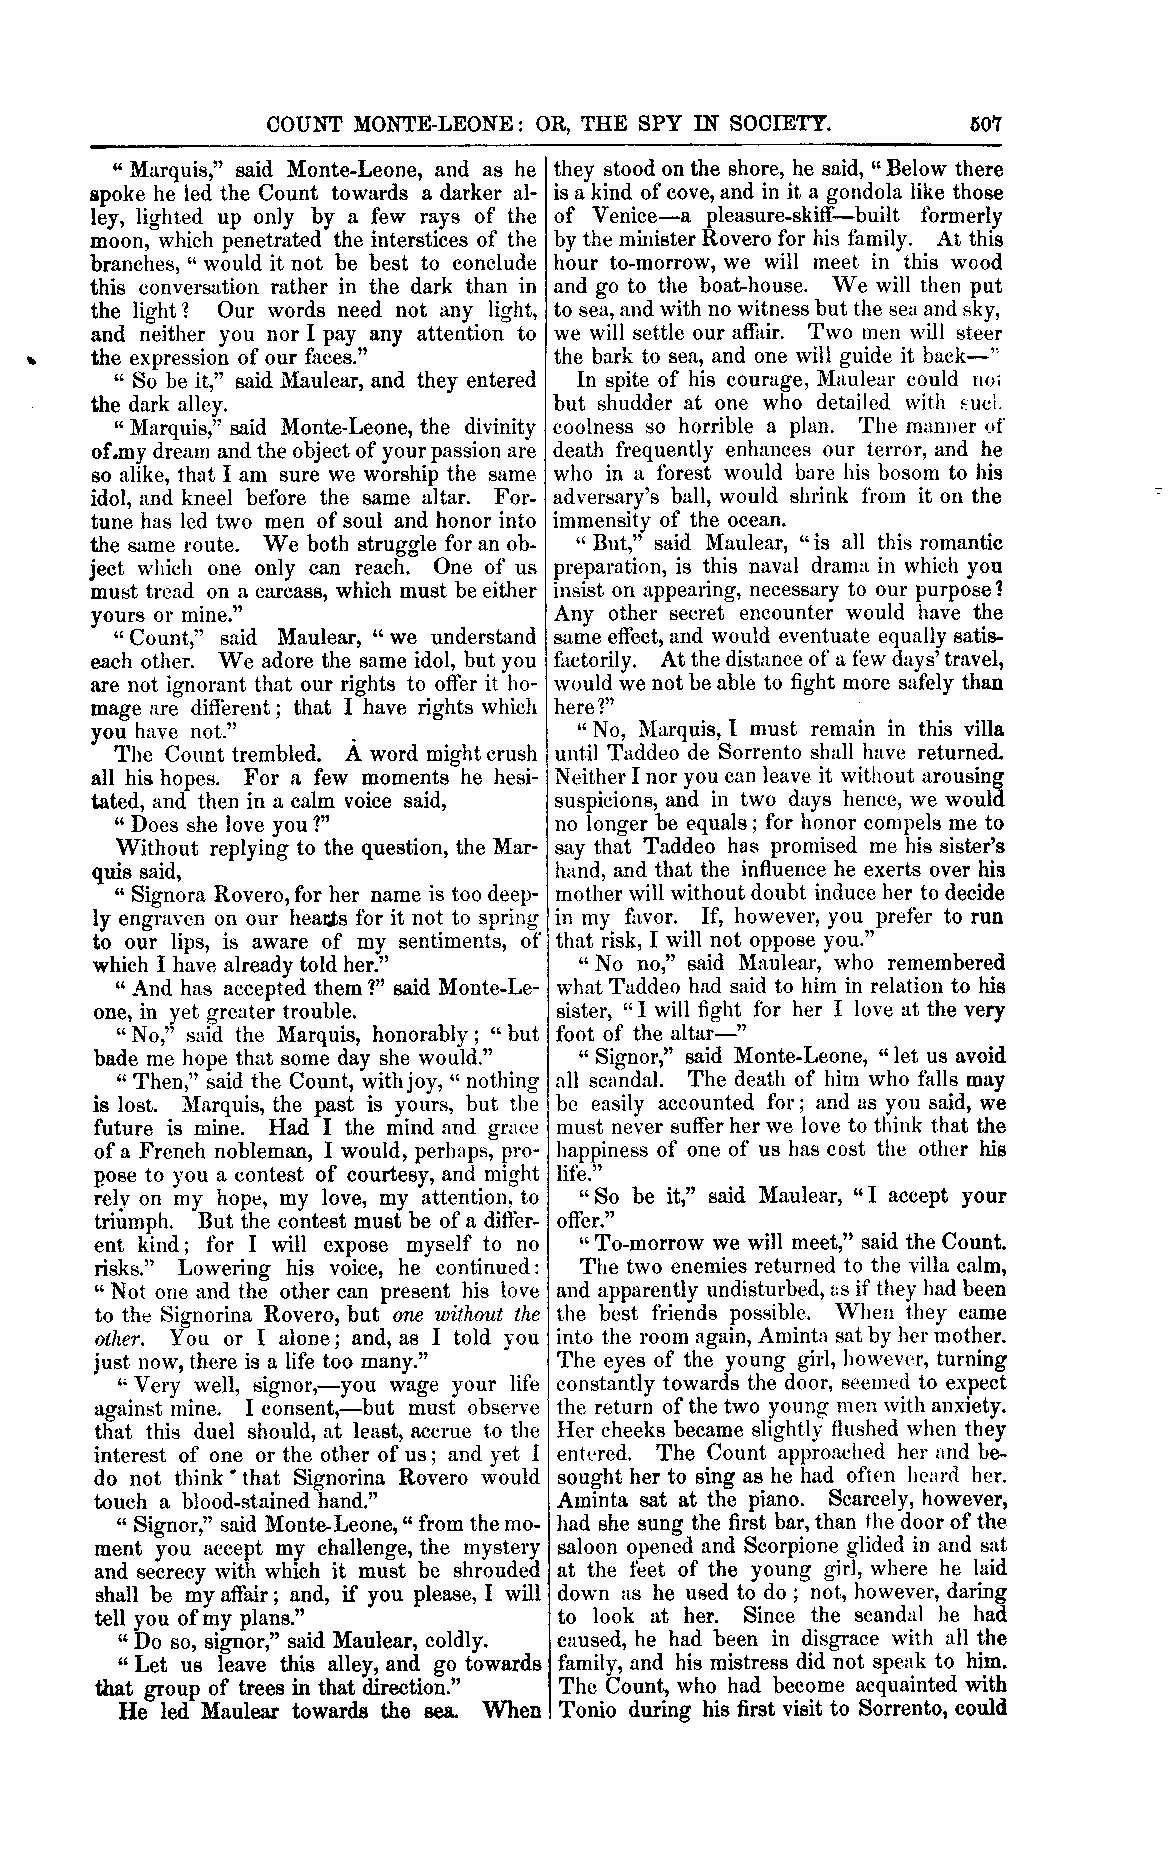 COUNT MONTE-LEONE: OR, THE SPY IN SOCIETY. 507
“ Marquis,” said Monte-Leone, and as he
spoke he led the Count towards a darker al-
ley, lighted up only by a few rays of the
moon, which penetrated the interstices of the
branches, “ would it not be best to conclude
this conversation rather in the dark than in
the light? Our words need not any light,
and neither you nor I pay any attention to
the expression of our faces.”
“ So be it,” said Maulear, and they entered
the dark alley.
“ Marquis,” said Monte-Leone, the divinity
of my dream and the object of your passion are
so alike, that I am sure we worship the same
idol, and kneel before the same altar. For-
tune has led two men of soul and honor into
the same route. We both struggle for an ob-
ject which one only can reach. One of us
must tread on a carcass, which must be either
yours or mine.”
“ Count,” said Maulear, “ we understand
each other. We adore the same idol, but you
are not ignorant that our rights to offer it ho-
mage are different; that I have rights which
you have not.”
The Count trembled. A word might crush
all his hopes. For a few moments he hesi-
tated, and then in a calm voice said,
“ Does she love you?”
Without replying to the question, the Mar-
quis said,
“ Signora Rovero, for her name is too deep-
ly engraven on our hearts for it not to spring
to our lips, is aware of my sentiments, of
which I have already told her.”
“ And has accepted them?” said Monte-Le-
one, in yet greater trouble.
“ No,” said the Marquis, honorably; “ but
bade me hope that some day she would.”
“ Then,” said the Count, with joy, “ nothing
is lost. Marquis, the past is yours, but the
future is mine. Had I the mind and grace
of a French nobleman, I would, perhaps, pro-
pose to you a contest of courtesy, and might
rely on my hope, my love, my attention, to
triumph. But the contest must be of a differ-
ent kind; for I will expose myself to no
risks.” Lowering his voice, he continued:
“ Not one and the other can present his love
to the Signorina Rovero, but one without the
other. You or I alone; and, as I told you
just now, there is a life too many.”
“ Very well, signor,—you wage your life
against mine. I consent,—but must observe
that this duel should, at least, accrue to the
interest of one or the other of us; and yet I
do not think that Signorina Rovero would
touch a blood-stained hand.”
“ Signor,” said Monte-Leone, “ from the mo-
ment you accept my challenge, the mystery
and secrecy with which it must be shrouded
shall be my affair; and, if you please, I will
tell you of my plans.”
“ Do so, signor,” said Maulear, coldly.
“ Let us leave this alley, and go towards
that group of trees in that direction.”
He led Maulear towards the sea. When
they stood on the shore, he said, “ Below there
is a kind of cove, and in it a gondola like those
of Venice—a pleasure-skiff—built formerly
by the minister Rovero for his family. At this
hour to-morrow, we will meet in this wood
and go to the boat-house. We will then put
to sea, and with no witness but the sea and sky,
we will settle our affair. Two men will steer
the bark to sea, and one will guide it back—”
In spite of his courage, Maulear could not
but shudder at one who detailed with such
coolness so horrible a plan. The manner of
death frequently enhances our terror, and he
who in a forest would bare his bosom to his
adversary’s ball, would shrink from it on the
immensity of the ocean.
“ But,” said Maulear, “ is all this romantic
preparation, is this naval drama in which you
insist on appearing, necessary to our purpose?
Any other secret encounter would have the
same effect, and would eventuate equally satis-
factorily. At the distance of a few days’ travel,
would we not be able to fight more safely than
here?”
“ No, Marquis, I must remain in this villa
until Taddeo de Sorrento shall have returned.
Neither I nor you can leave it without arousing
suspicions, and in two days hence, we would
no longer be equals; for honor compels me to
say that Taddeo has promised me his sister’s
hand, and that the influence he exerts over his
mother will without doubt induce her to decide
in my favor. If, however, you prefer to run
that risk, I will not oppose you.”
“ No no,” said Maulear, who remembered
what Taddeo had said to him in relation to his
sister, “ I will fight for her I love at the very
foot of the altar—”
“ Signor,” said Monte-Leone, “ let us avoid
all scandal. The death of him who falls may
be easily accounted for; and as you said, we
must never suffer her we love to think that the
happiness of one of us has cost the other his
life.”
“ So be it,” said Maulear, “ I accept your
offer.”
“ To-morrow we will meet,” said the Count.
The two enemies returned to the villa calm,
and apparently undisturbed, as if they had been
the best friends possible. When they came
into the room again, Aminta sat by her mother.
The eyes of the young girl, however, turning
constantly towards the door, seemed to expect
the return of the two young men with anxiety.
Her cheeks became slightly flushed when they
entered. The Count approached her and be-
sought her to sing as he had often heard her.
Aminta sat at the piano. Scarcely, however,
had she sung the first bar, than the door of the
saloon opened and Scorpione glided in and sat
at the feet of the young girl, where he laid
down as he used to do; not, however, daring
to look at her. Since the scandal he had
caused, he had been in disgrace with all the
family, and his mistress did not speak to him.
The Count, who had become acquainted with
Tonio during his first visit to Sorrento, could